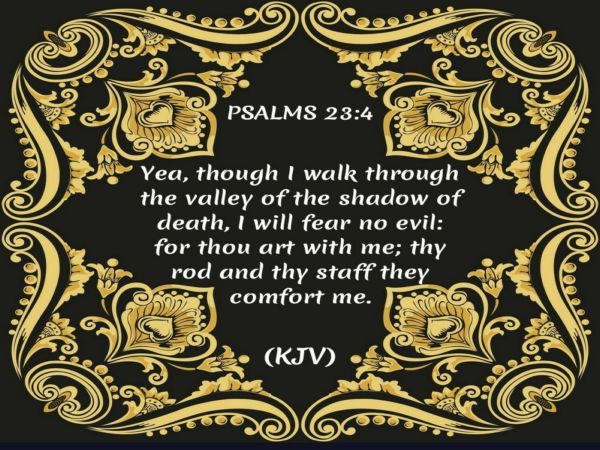 PSALMS 23:4
Yea, though I walk through
the valley of the shadow of
death, I will fear no evil:
for thou art with me; thy
rod and thy staff they
comfort me.
(KJV)